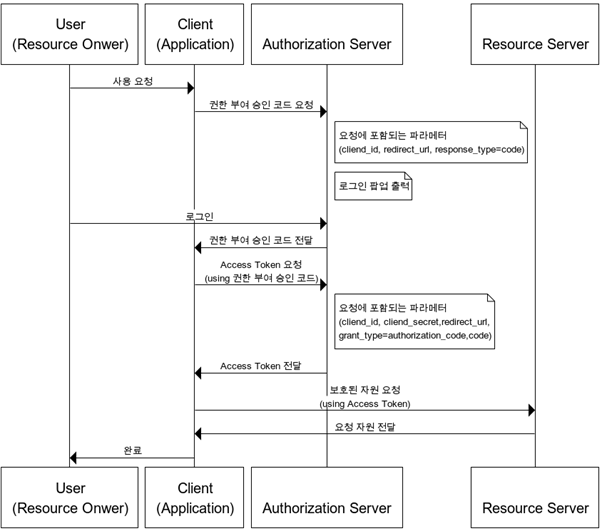 User
(Resource Onwer)
Client
(Application)
Authorization Server
Resource Server
사용 요청
권한 부여 승인 코드 요청
요청에 포함되는 파라메터
(cliend_id, redirect_url, response_type=code)
로그인 팝업 출력
로그인
권한 부여 승인 코드 전달
Access Token 요청
(using 권한 부여 승인 코드)
요청에 포함되는 파라메터
(cliend_id, cliend_secret,redirect_url,
grant_type=authorization_code,code)
Access Token 전달
보호된 자원 요청
(using Access Token)
요청 자원 전달
완료
User
(Resource Onwer)
Client
(Application)
Authorization Server
Resource Server